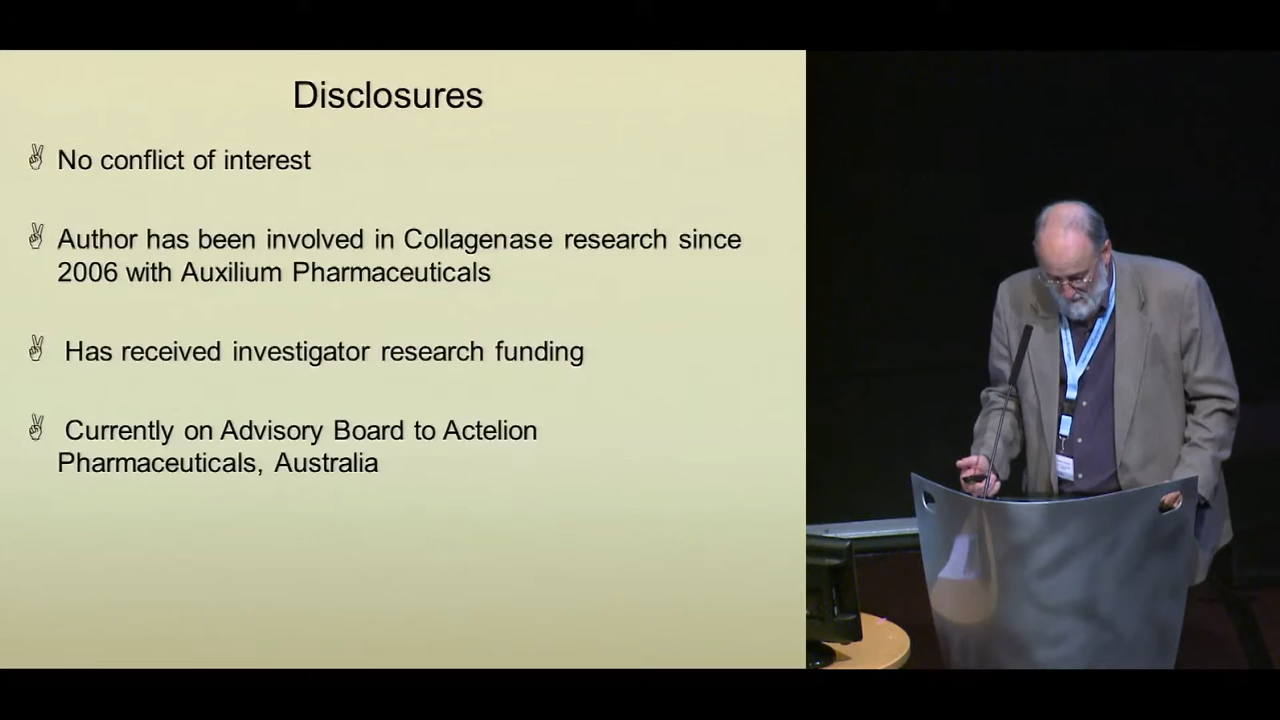 Disclosures
✌ No conflict of interest
✌ Author has been involved in Collagenase research since
2006 with Auxilium Pharmaceuticals
✌ Has received investigator research funding
✌ Currently on Advisory Board to Actelion
Pharmaceuticals, Australia